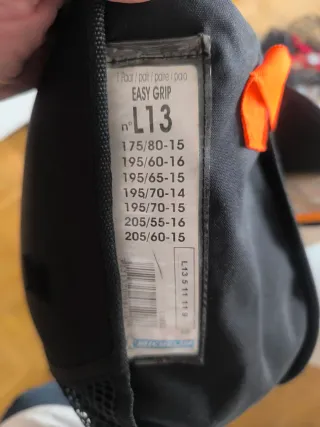 1 Paar / pair / paire / paio
EASY GRIP
n° L13
175/80-15
195/60-16
195/65-15
195/70-14
195/70-15
205/55-16
205/60-15